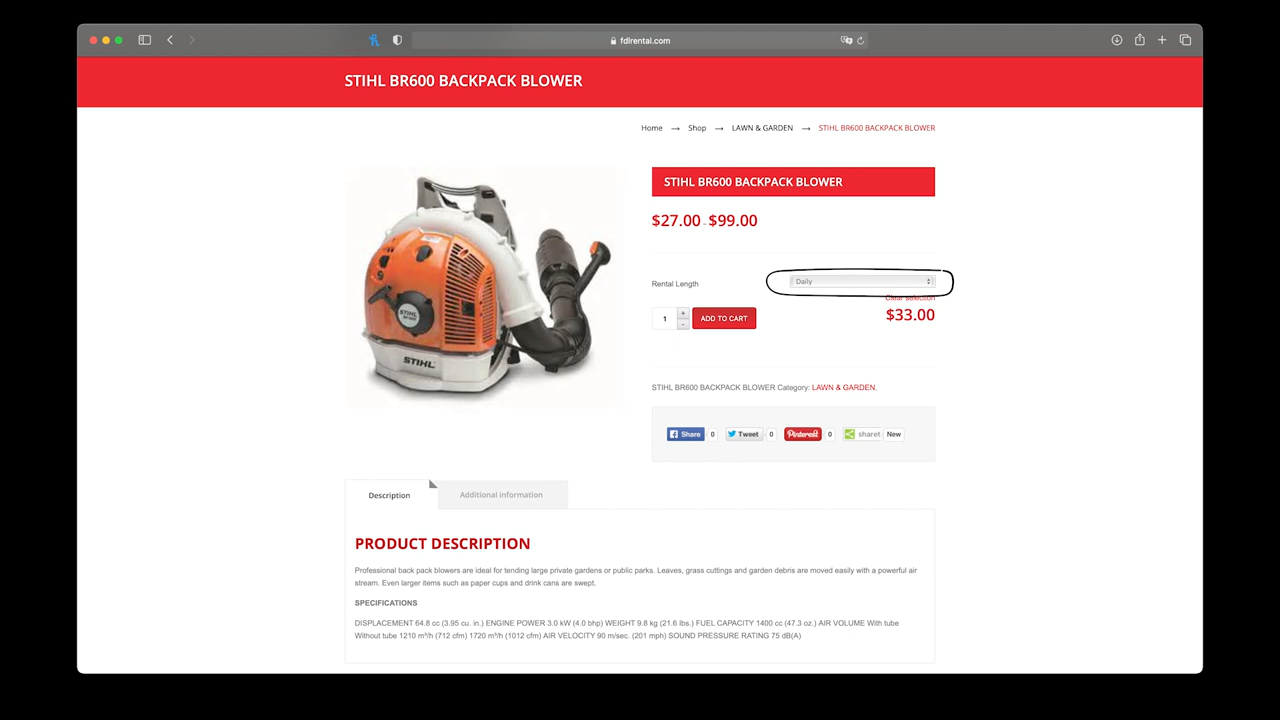 fdlrental.com
STIHL BR600 BACKPACK BLOWER
Home → Shop → LAWN & GARDEN → STIHL BR600 BACKPACK BLOWER
STIHL BR600 BACKPACK BLOWER
$27.00 – $99.00
Rental Length
Daily
Clear selection
$33.00
1
+
-
ADD TO CART
STIHL
STIHL
STIHL BR600 BACKPACK BLOWER Category: LAWN & GARDEN.
Share 0 Tweet 0 Pinterest 0 sharet New
Description
Additional information
PRODUCT DESCRIPTION
Professional back pack blowers are ideal for tending large private gardens or public parks. Leaves, grass cuttings and garden debris are moved easily with a powerful air
stream. Even larger items such as paper cups and drink cans are swept.
SPECIFICATIONS
DISPLACEMENT 64.8 cc (3.95 cu. in.) ENGINE POWER 3.0 kW (4.0 bhp) WEIGHT 9.8 kg (21.6 lbs.) FUEL CAPACITY 1400 cc (47.3 oz.) AIR VOLUME With tube
Without tube 1210 m³/h (712 cfm) 1720 m³/h (1012 cfm) AIR VELOCITY 90 m/sec. (201 mph) SOUND PRESSURE RATING 75 dB(A)